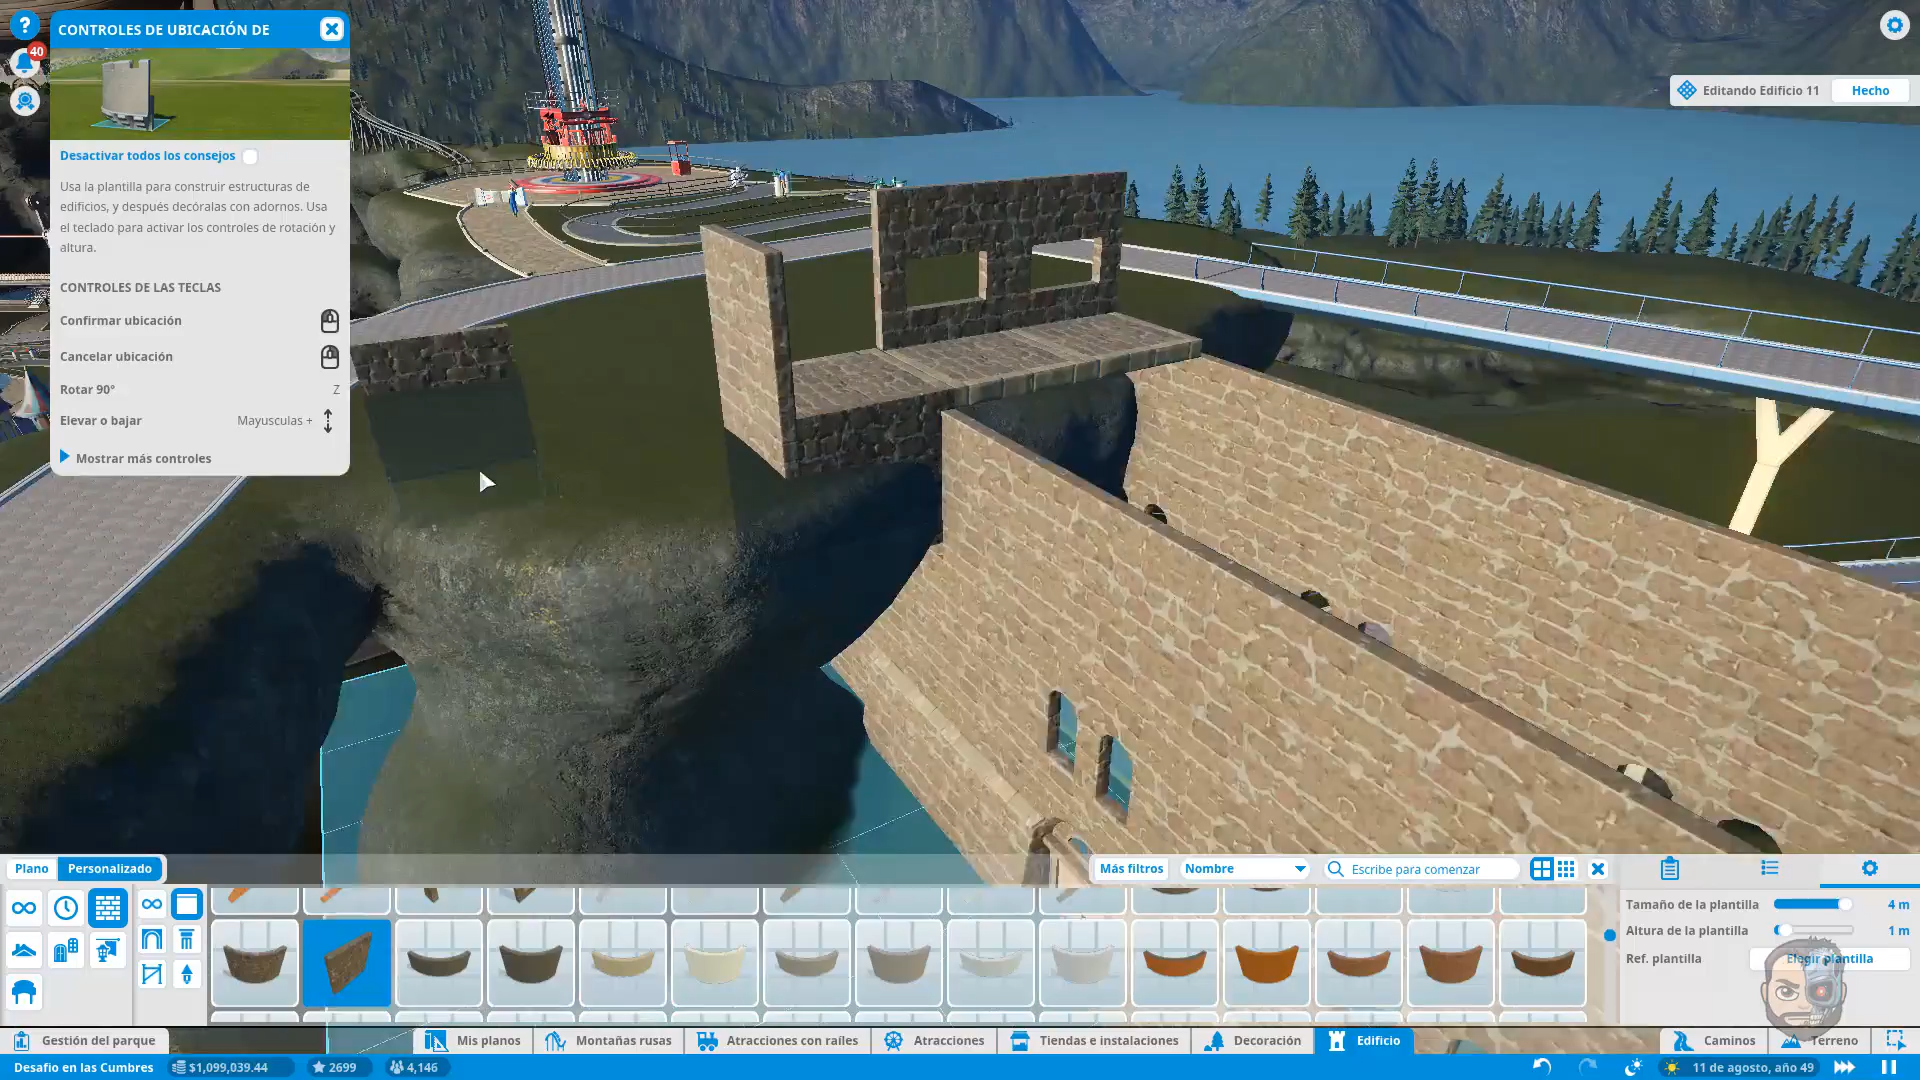 CONTROLES DE UBICACIÓN DE
?
40
Editando Edificio 11
Hecho
Desactivar todos los consejos
Usa la plantilla para construir estructuras de
edificios, y después decóralas con adornos. Usa
el teclado para activar los controles de rotación y
altura.
CONTROLES DE LAS TECLAS
Confirmar ubicación
Cancelar ubicación
Rotar 90° Z
Elevar o bajar Mayusculas +
Mostrar más controles
Plano Personalizado
Más filtros Nombre Escribe para comenzar
Tamaño de la plantilla 4 m
Altura de la plantilla 1 m
Ref. plantilla Elegir plantilla
Gestión del parque Mis planos Montañas rusas Atracciones con raíles Atracciones Tiendas e instalaciones Decoración Edificio Caminos Terreno
Desafio en las Cumbres $1,099,039.44 2699 4,146 11 de agosto, año 49